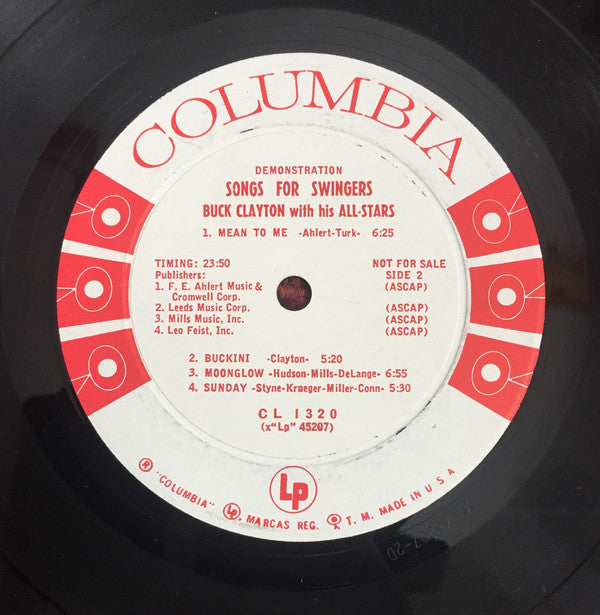 COLUMBIA
DEMONSTRATION
SONGS FOR SWINGERS
BUCK CLAYTON with his ALL-STARS
1. MEAN TO ME -Ahlert-Turk- 6:25
TIMING: 23:50 NOT FOR SALE
Publishers: SIDE 2
1. F. E. Ahlert Music & (ASCAP)
Cromwell Corp.
2. Leeds Music Corp. (ASCAP)
3. Mills Music, Inc. (ASCAP)
4. Leo Feist, Inc. (ASCAP)
2. BUCKINI -Clayton- 5:20
3. MOONGLOW -Hudson-Mills-DeLange- 6:55
4. SUNDAY -Styne-Krueger-Miller-Conn- 5:30
CL 1320
(x"Lp" 45207)
Lp
® "COLUMBIA" Lp. MARCAS REG. T. M. MADE IN U S A